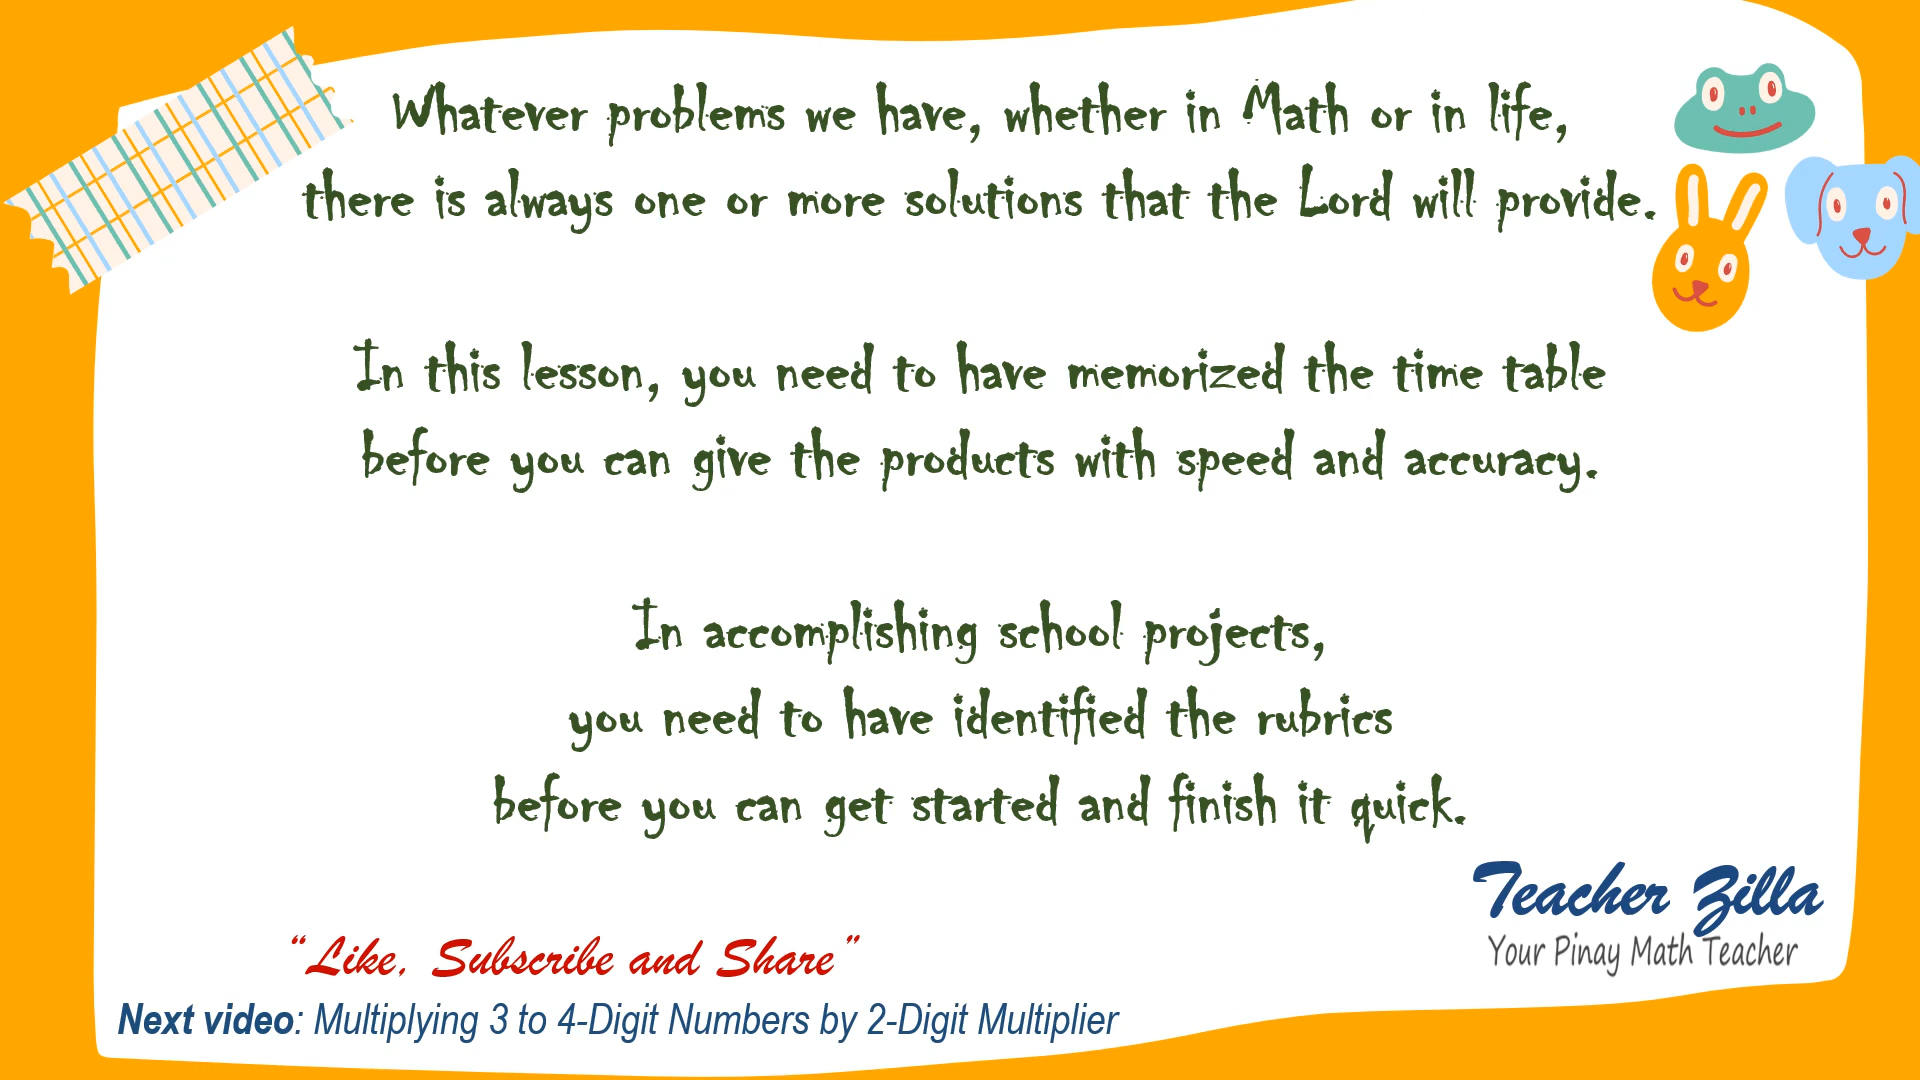 Whatever problems we have, whether in Math or in life,
there is always one or more solutions that the Lord will provide.
In this lesson, you need to have memorized the time table
before you can give the products with speed and accuracy.
In accomplishing school projects,
you need to have identified the rubrics
before you can get started and finish it quick.
Teacher Zilla
Your Pinay Math Teacher
“Like, Subscribe and Share”
Next video: Multiplying 3 to 4-Digit Numbers by 2-Digit Multiplier